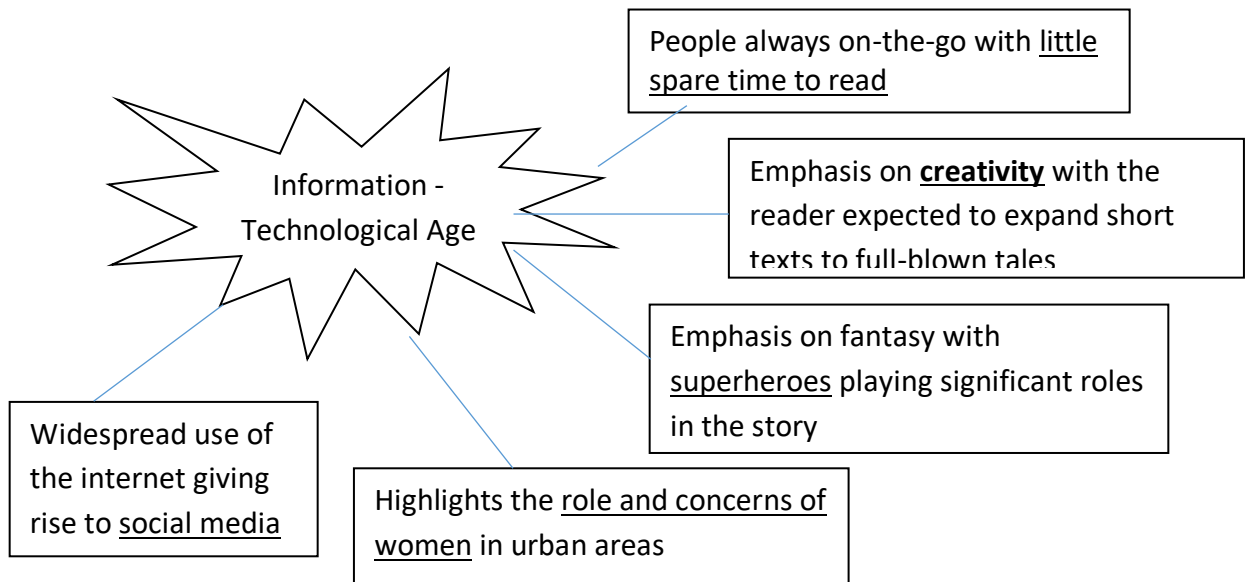 People always on-the-go with little
spare time to read
Information -
Technological Age
Emphasis on creativity with the
reader expected to expand short
texts to full-blown tales
Emphasis on fantasy with
superheroes playing significant roles
in the story
Widespread use of
the internet giving
rise to social media
Highlights the role and concerns of
women in urban areas